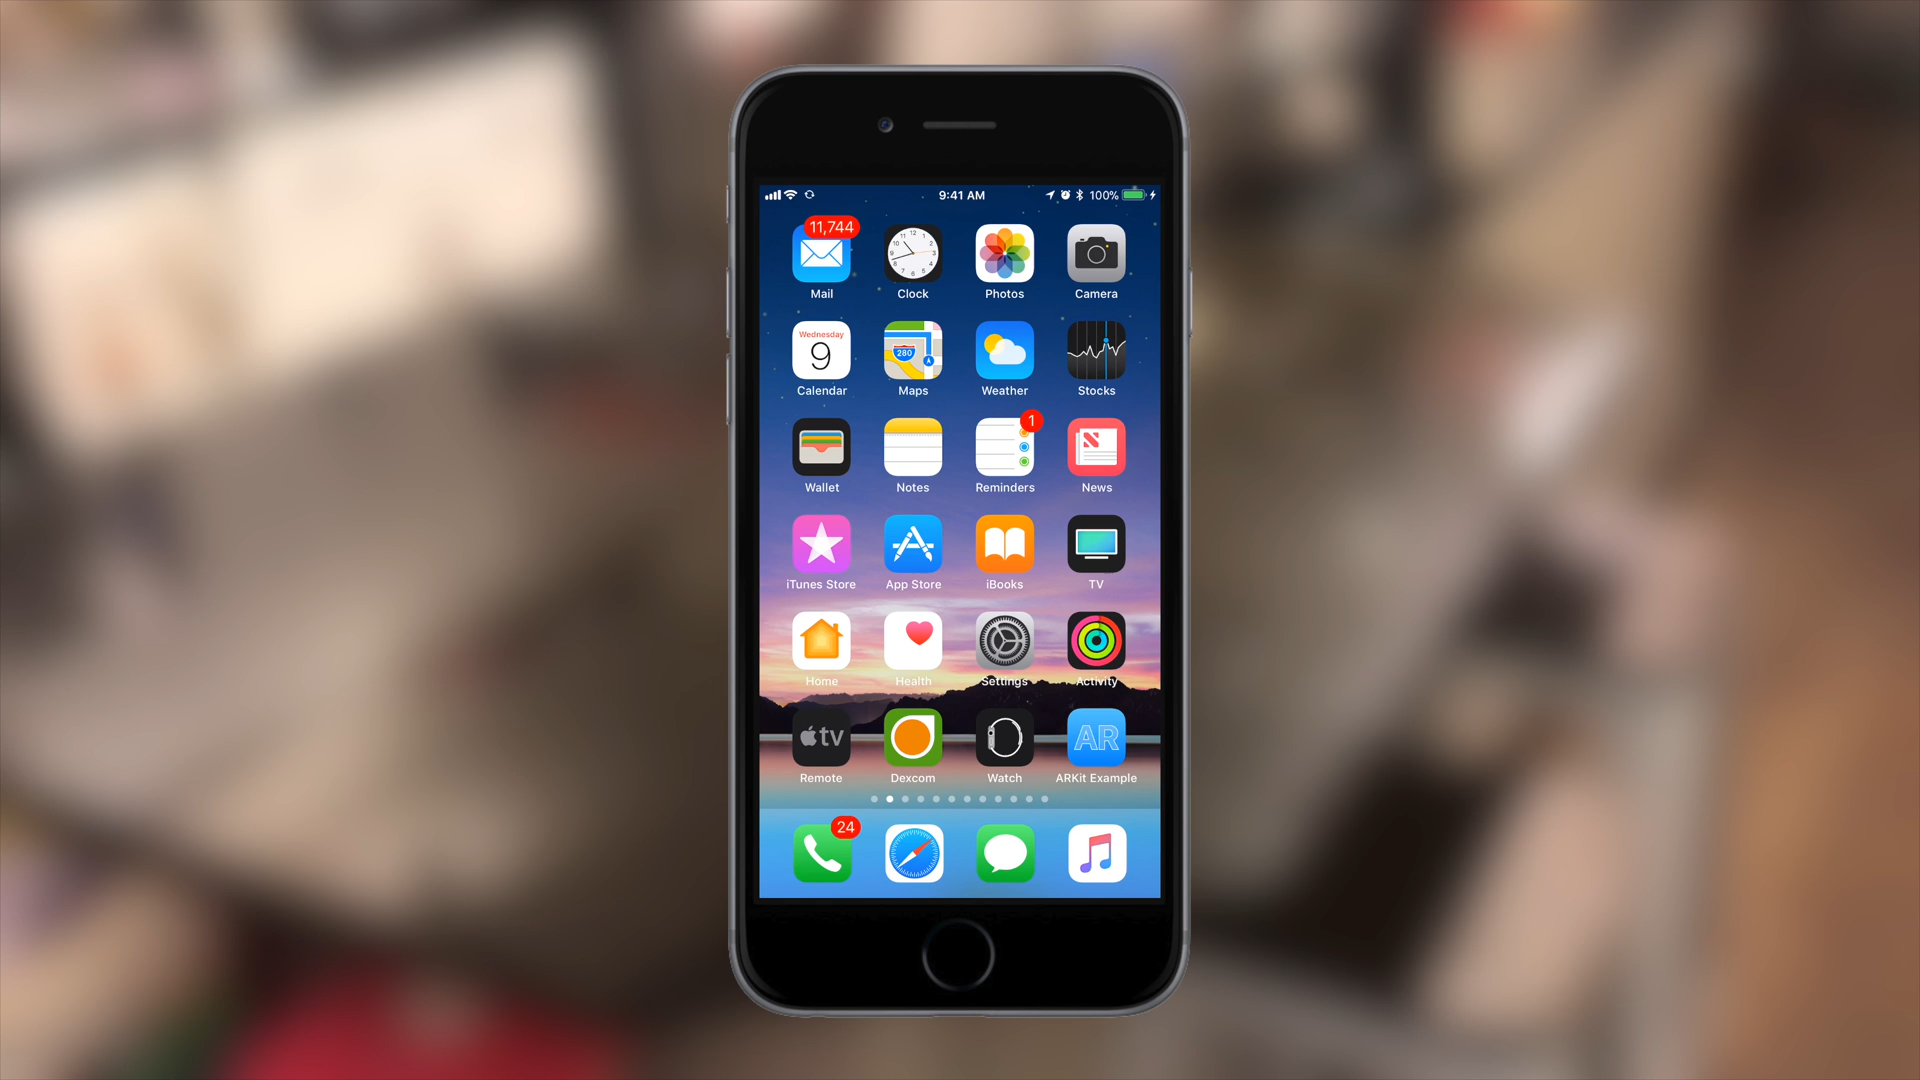 9:41 AM 100%
11,744
Mail Clock Photos Camera
Wednesday
9
280
Calendar Maps Weather Stocks
1
Wallet Notes Reminders News
iTunes Store App Store iBooks TV
Home Health Settings Activity
tv AR
Remote Dexcom Watch ARKit Example
24